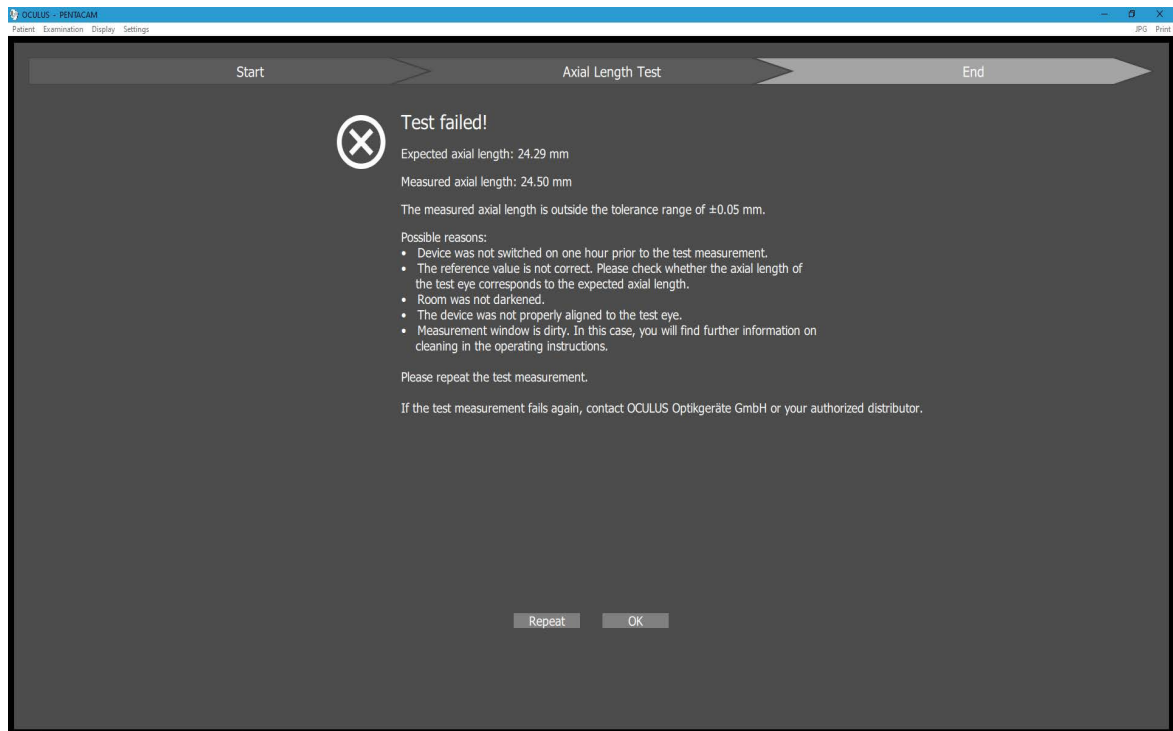 OCULUS - PENTACAM
Patient Examination Display Settings JPG Print
Start Axial Length Test End
Test failed!
Expected axial length: 24.29 mm
Measured axial length: 24.50 mm
The measured axial length is outside the tolerance range of ±0.05 mm.
Possible reasons:
• Device was not switched on one hour prior to the test measurement.
• The reference value is not correct. Please check whether the axial length of
the test eye corresponds to the expected axial length.
• Room was not darkened.
• The device was not properly aligned to the test eye.
• Measurement window is dirty. In this case, you will find further information on
cleaning in the operating instructions.
Please repeat the test measurement.
If the test measurement fails again, contact OCULUS Optikgeräte GmbH or your authorized distributor.
Repeat OK